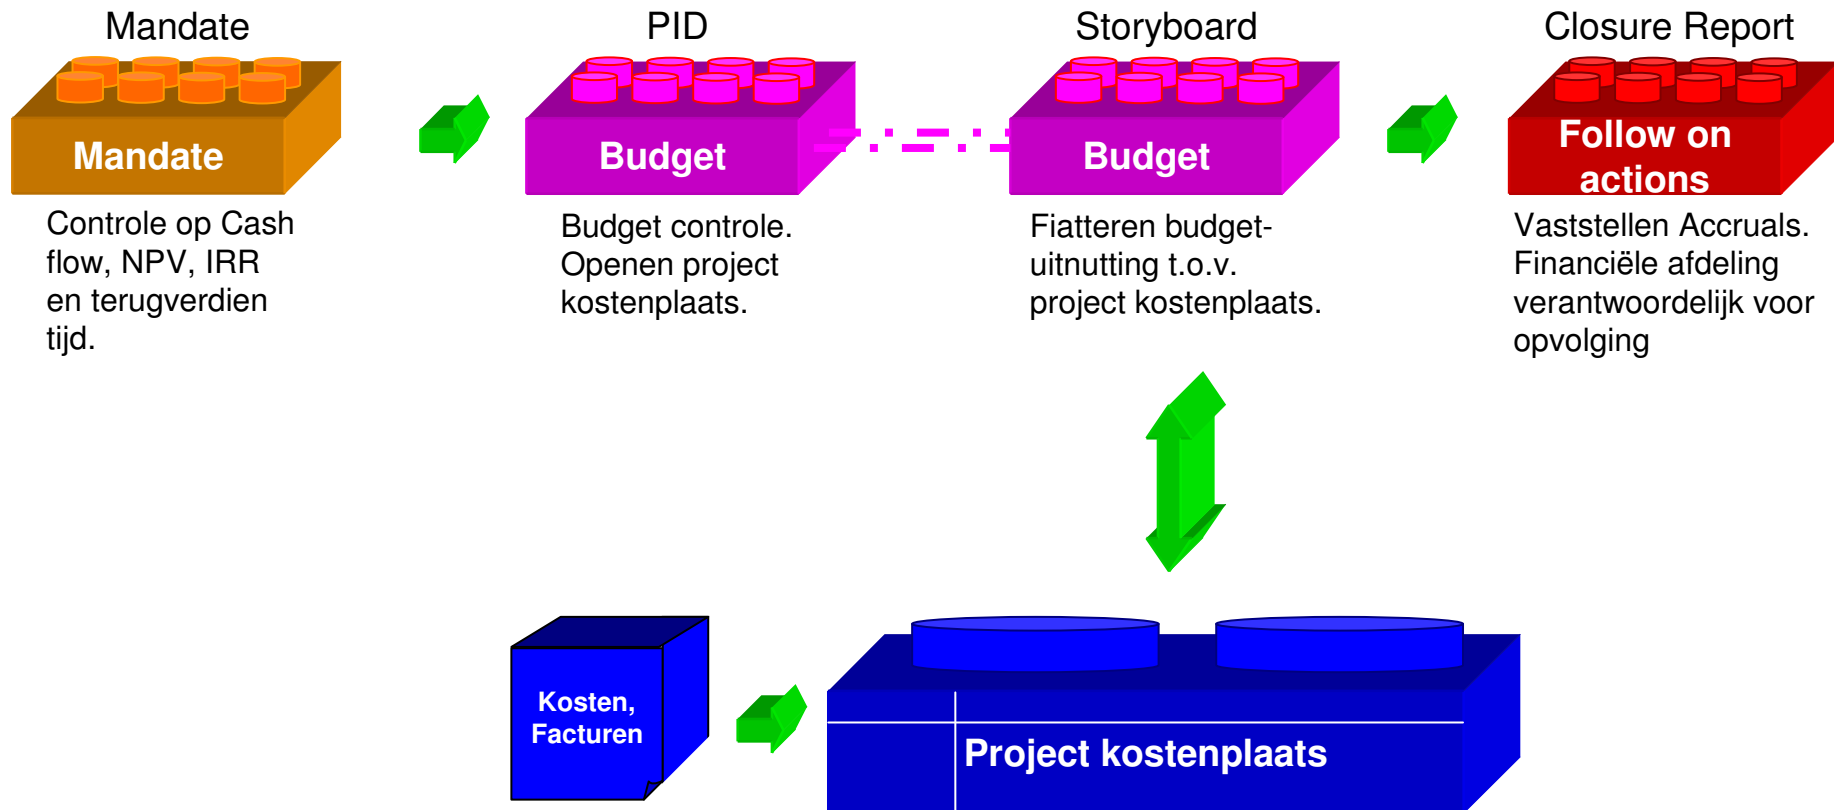 Mandate
Mandate
Controle op Cash
flow, NPV, IRR
en terugverdien
tijd.
PID
Budget
Budget controle.
Openen project
kostenplaats.
Storyboard
Budget
Fiatteren budget-
uitnutting t.o.v.
project kostenplaats.
Closure Report
Follow on
actions
Vaststellen Accruals.
Financiële afdeling
verantwoordelijk voor
opvolging
Kosten,
Facturen
Project kostenplaats